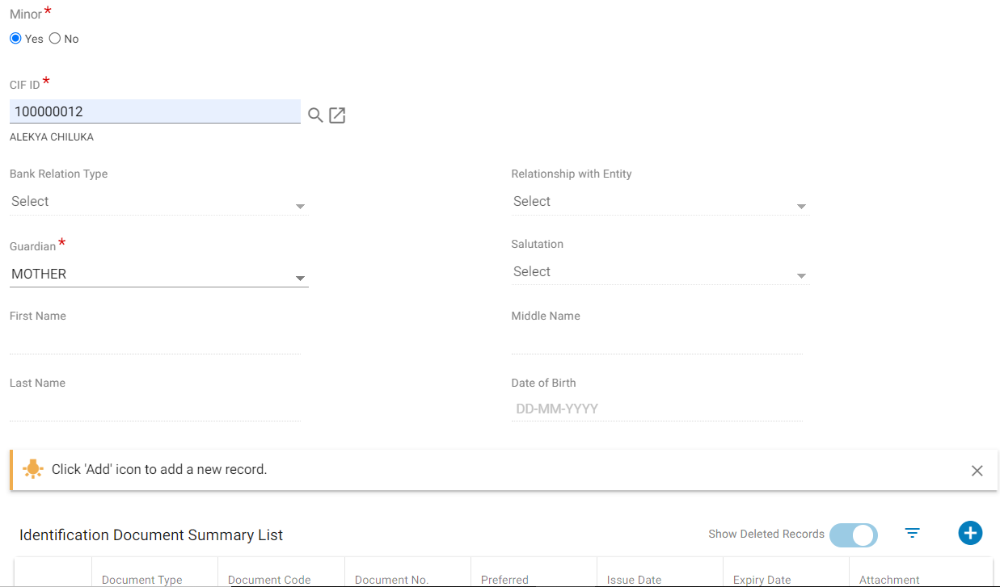 Minor*
Yes No
CIF ID*
100000012
ALEKYA CHILUKA
Bank Relation Type Relationship with Entity
Select Select
Guardian* Salutation
MOTHER Select
First Name Middle Name
Last Name Date of Birth
DD-MM-YYYY
Click 'Add' icon to add a new record.
Identification Document Summary List Show Deleted Records
Document Type Document Code Document No. Preferred Issue Date Expiry Date Attachment